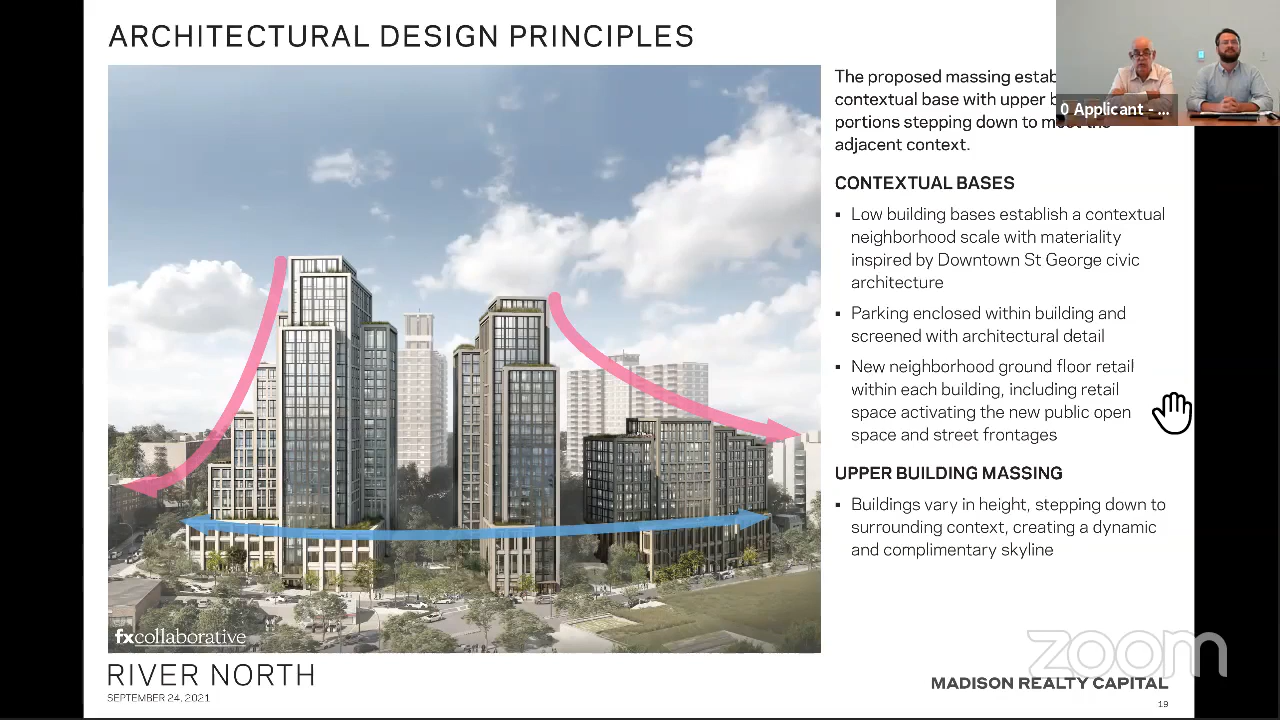 ARCHITECTURAL DESIGN PRINCIPLES
The proposed massing
contextual base with upper
portions stepping down to meet the
adjacent context.
0 Applicant - ...
CONTEXTUAL BASES
▪ Low building bases establish a contextual
neighborhood scale with materiality
inspired by Downtown St George civic
architecture
▪ Parking enclosed within building and
screened with architectural detail
▪ New neighborhood ground floor retail
within each building, including retail
space activating the new public open
space and street frontages
UPPER BUILDING MASSING
▪ Buildings vary in height, stepping down to
surrounding context, creating a dynamic
and complimentary skyline
fxcollaborative
RIVER NORTH
SEPTEMBER 24, 2021
zoom
MADISON REALTY CAPITAL
19